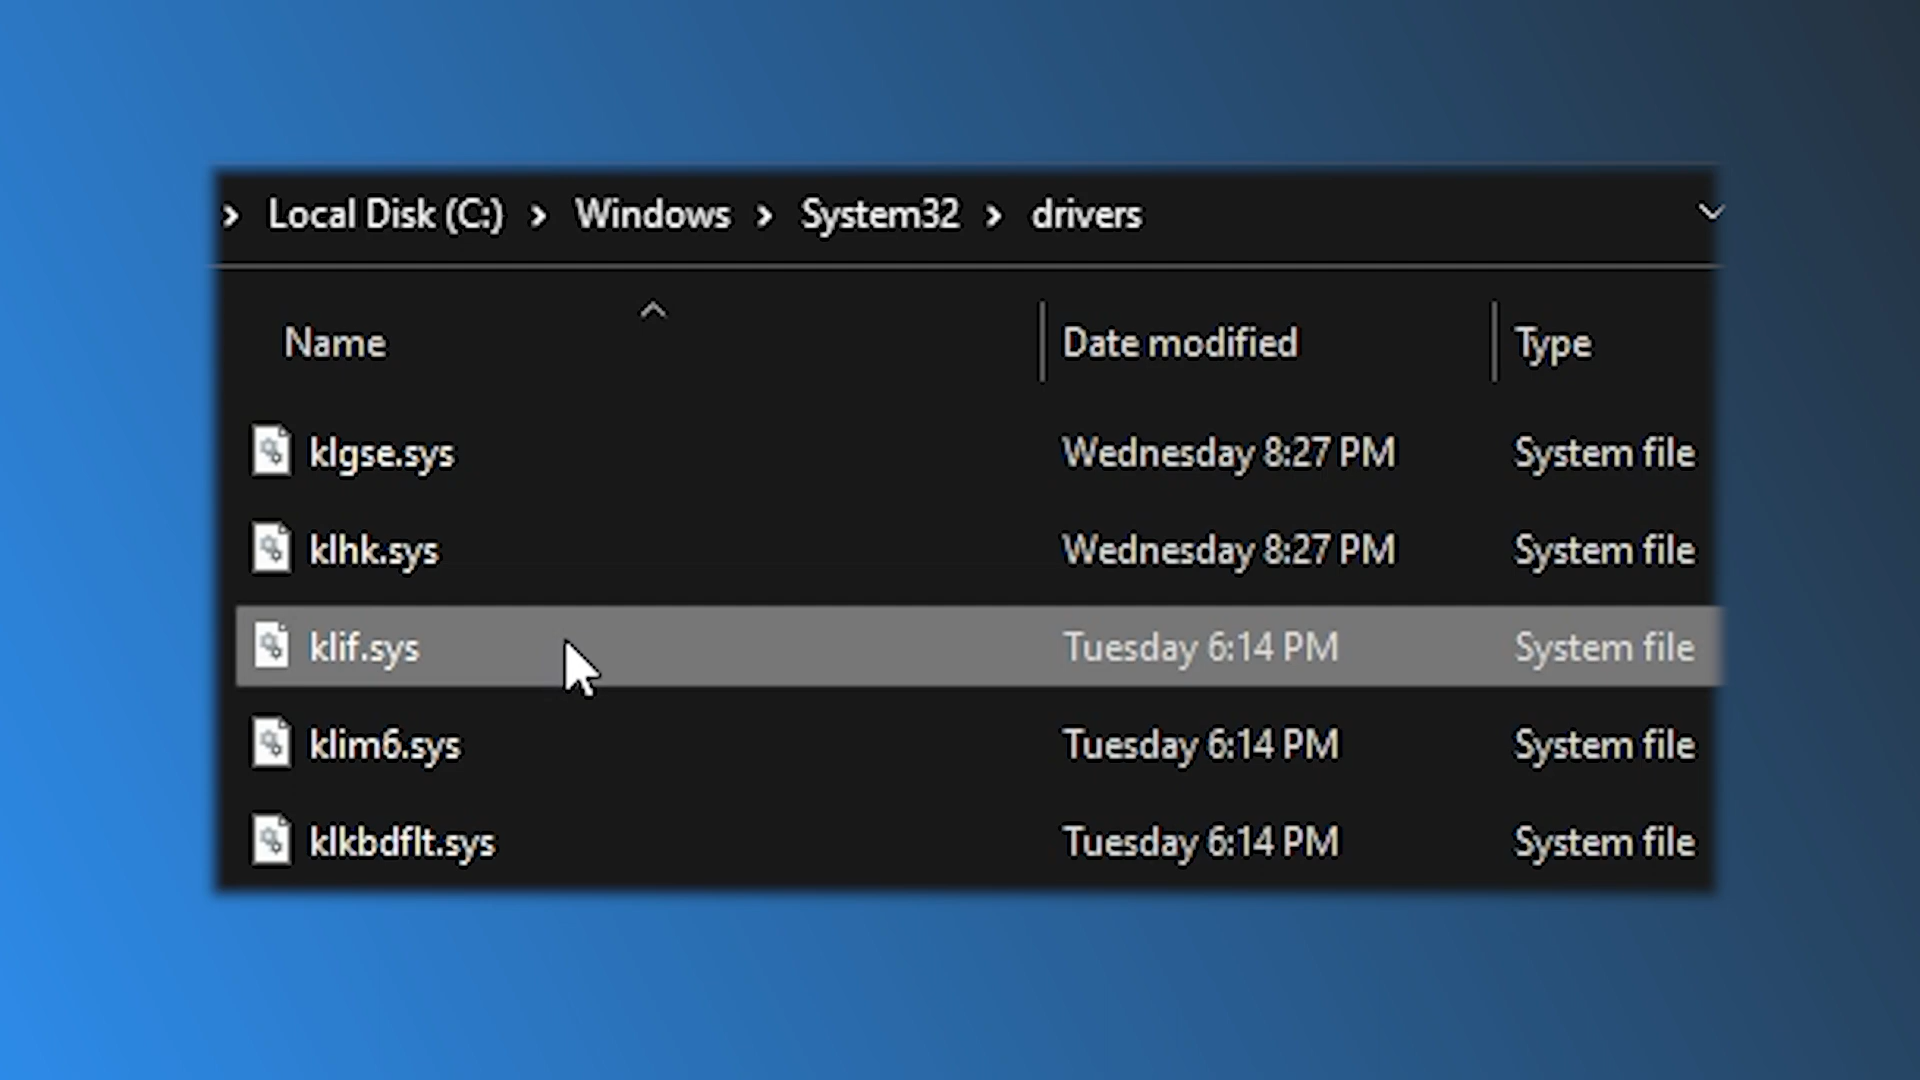 Local Disk (C:) > Windows > System32 > drivers
Name Date modified Type
klgse.sys Wednesday 8:27 PM System file
klhk.sys Wednesday 8:27 PM System file
klif.sys Tuesday 6:14 PM System file
klim6.sys Tuesday 6:14 PM System file
klkbdflt.sys Tuesday 6:14 PM System file